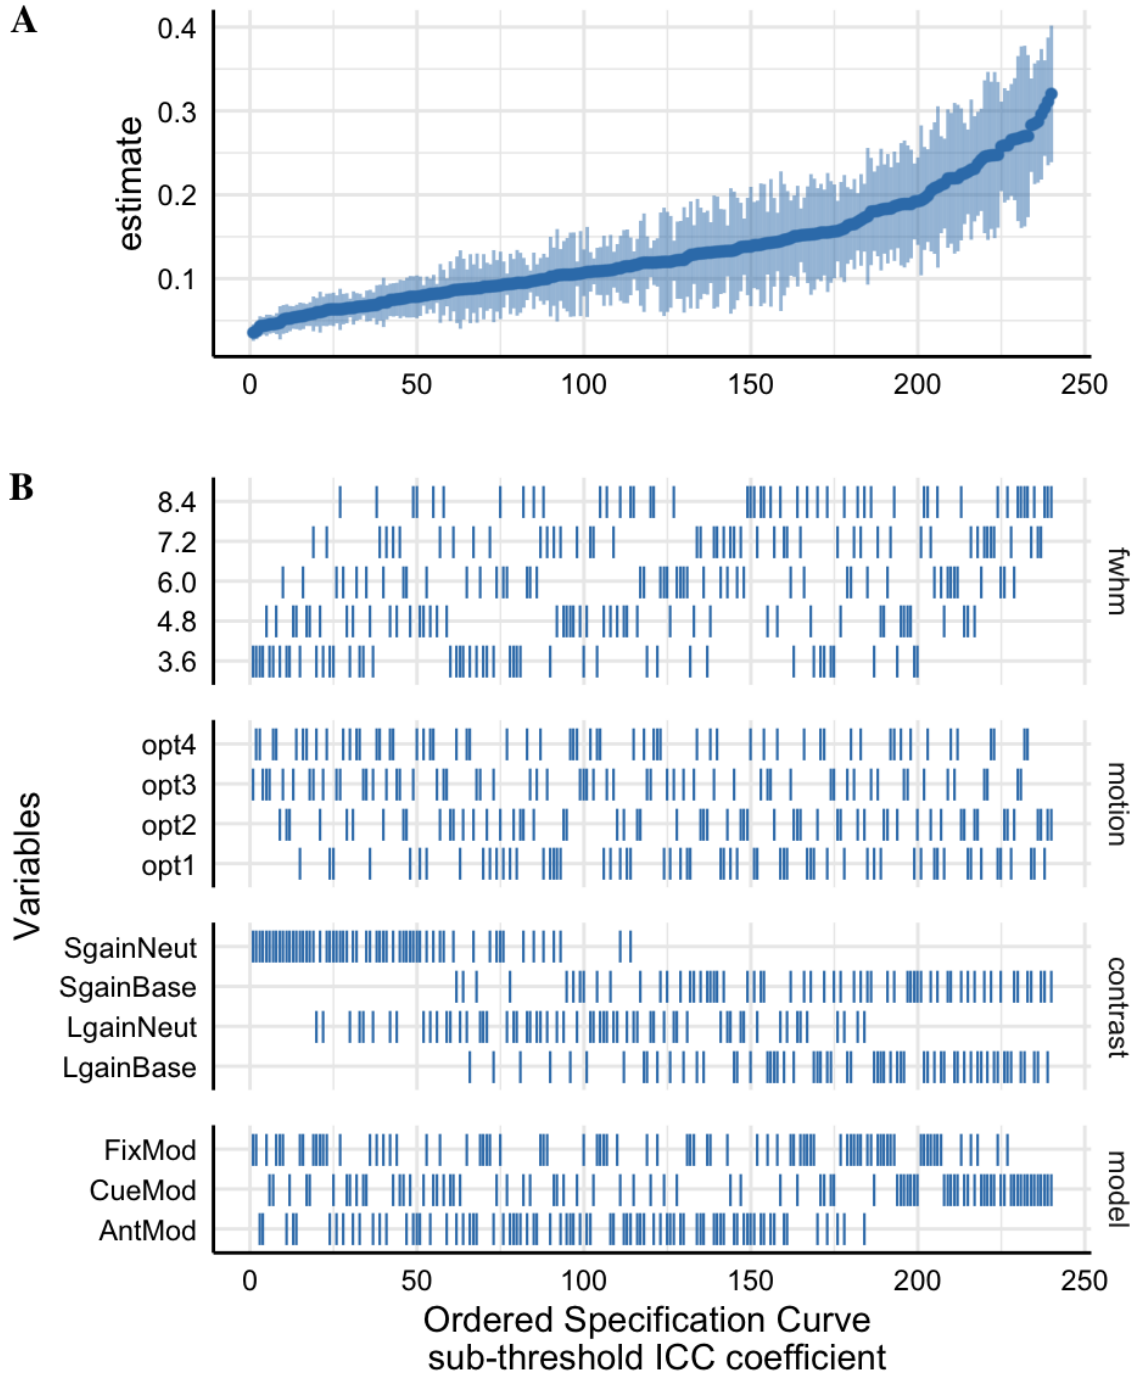 A
estimate
0.4
0.3
0.2
0.1
0 50 100 150 200 250
B
Variables
8.4
7.2
6.0
4.8
3.6
fwhm
opt4
opt3
opt2
opt1
motion
SgainNeut
SgainBase
LgainNeut
LgainBase
contrast
FixMod
CueMod
AntMod
model
0 50 100 150 200 250
Ordered Specification Curve
sub-threshold ICC coefficient